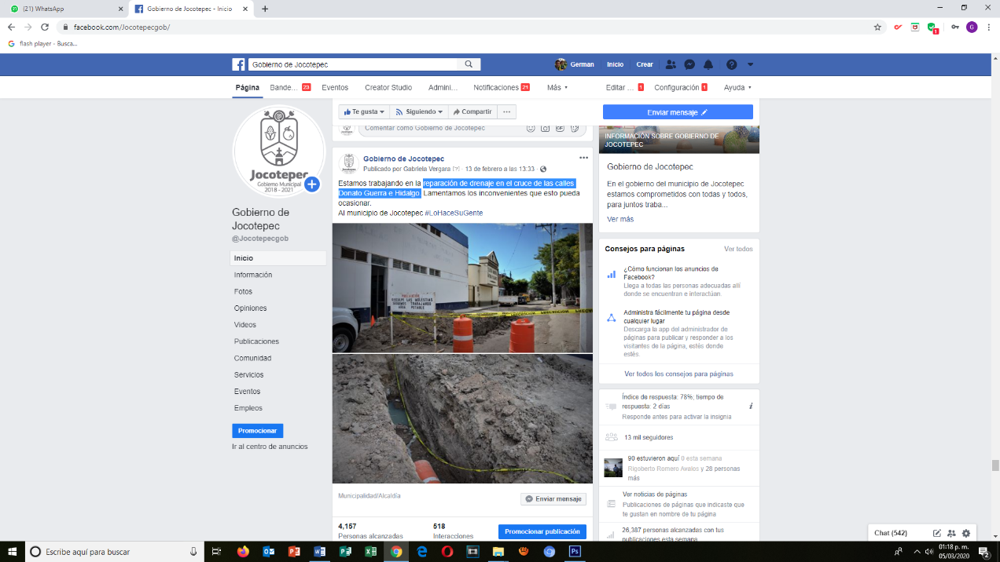 (21) WhatsApp
Gobierno de Jocotepec - Inicio
facebook.com/Jocotepecgob/
flash player - Busca...
Gobierno de Jocotepec
German
Inicio
Crear
Página
Bande... 23
Eventos
Creator Studio
Admini...
Notificaciones 21
Más
Editar ... 1
Configuración 1
Ayuda
Jocotepec
Gobierno Municipal
2018 - 2021
Gobierno de
Jocotepec
@Jocotepecgob
Inicio
Información
Fotos
Opiniones
Videos
Publicaciones
Comunidad
Servicios
Eventos
Empleos
Promocionar
Ir al centro de anuncios
Te gusta
Siguiendo
Compartir
Comentar como Gobierno de Jocotepec
Gobierno de Jocotepec
Publicado por Gabriela Vergara [?] · 13 de febrero a las 13:33 ·
Estamos trabajando en la reparación de drenaje en el cruce de las calles
Donato Guerra e Hidalgo. Lamentamos los inconvenientes que esto pueda
ocasionar.
Al municipio de Jocotepec #LoHaceSuGente
PRECAUCION
DISCULPE LAS MOLESTIAS
SEGUIMOS TRABAJANDO
AGUA POTABLE
Municipalidad/Alcaldía
Enviar mensaje
4,157
Personas alcanzadas
518
Interacciones
Promocionar publicación
Enviar mensaje
INFORMACIÓN SOBRE GOBIERNO DE
JOCOTEPEC
Gobierno de Jocotepec
En el gobierno del municipio de Jocotepec
estamos comprometidos con todas y todos,
para juntos traba...
Ver más
Consejos para páginas
Ver todos
¿Cómo funcionan los anuncios de
Facebook?
Llega a todas las personas adecuadas allí
donde se encuentran e interactúan.
Administra fácilmente tu página desde
cualquier lugar
Descarga la app del administrador de
páginas para publicar y responder a los
visitantes de la página, estés donde
estés.
Ver todos los consejos para páginas
Índice de respuesta: 78%; tiempo de
respuesta: 2 días
Responde antes para activar la insignia
13 mil seguidores
90 estuvieron aquí 0 esta semana
Rigoberto Romero Avalos y 28 personas
más
Ver noticias de páginas
Publicaciones de páginas que indicaste que
te gustan en nombre de tu página
26,387 personas alcanzadas con tus
publicaciones esta semana
Chat (542)
Escribe aquí para buscar
01:18 p. m.
05/03/2020